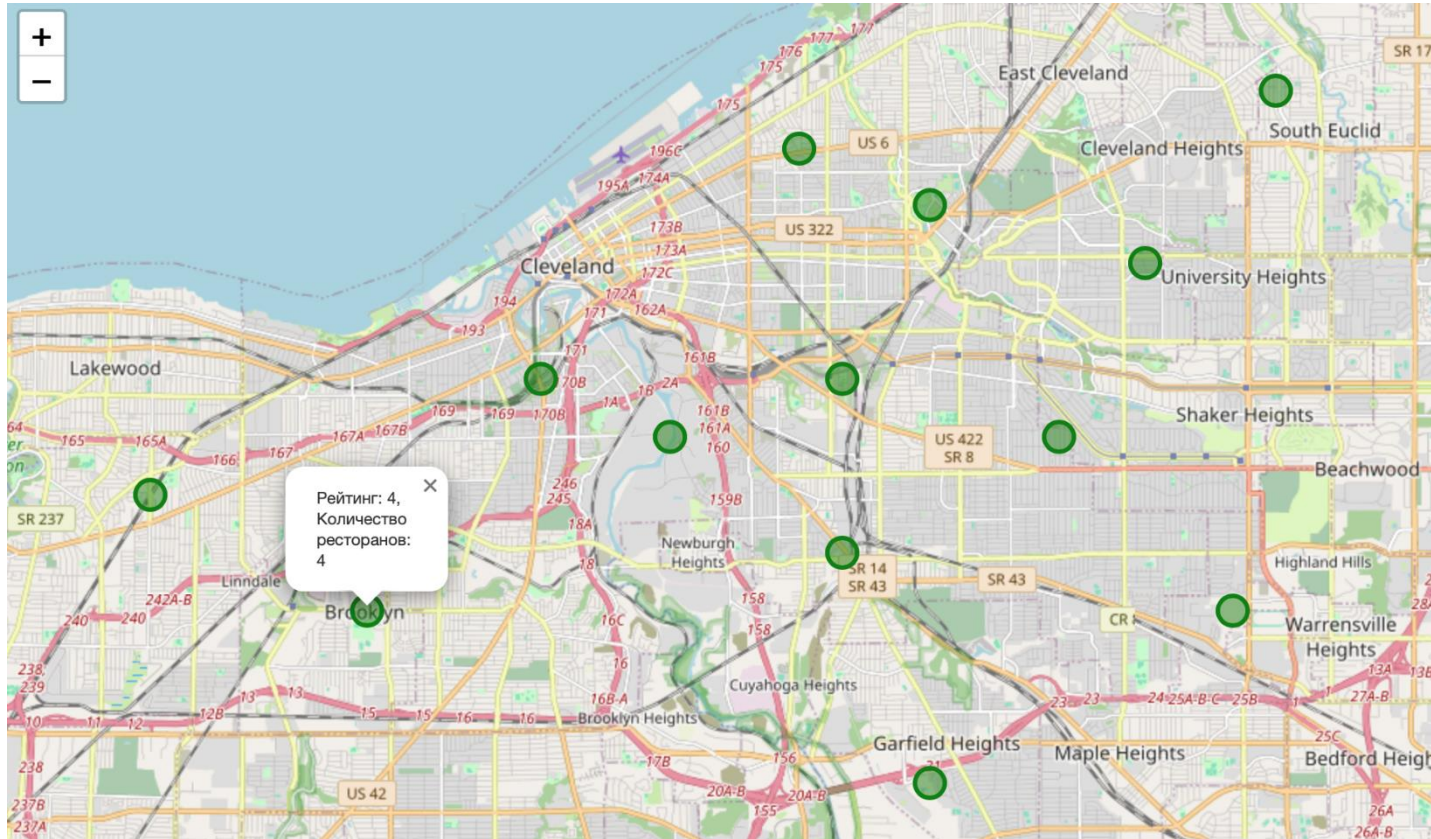 +
−
177
177
176
175
175
East Cleveland
SR 17
South Euclid
US 6
Cleveland Heights
196C
174A
195A
173B
US 322
173A
Cleveland
172C
University Heights
172A
194
171
162A
193
171
161B
Lakewood
70B
2A
1B
1A
169
169
170B
161B
161A
Shaker Heights
64
165
165A
167A
167B
166
167
160
US 422
SR 8
Beachwood
246
245
159B
SR 237
Рейтинг: 4,
Количество
ресторанов:
4
×
18A
Newburgh
Heights
18
SR 14
SR 43
SR 43
Highland Hills
Linndale
242A-B
240
240
Brooklyn
16C
158
158
CR 8
Warrensville
Heights
238,
239
16
Cuyahoga Heights
13A
13B
13
13
16B-A
23
23
24
25A-B-C
25B
1
1
27A-B
10
11
12
12B
15
15
16
16
Brooklyn Heights
25C
Garfield Heights
Maple Heights
Bedford Heigh
238
17B
156
21
US 42
20A-B
20A-B
155
237B
237A
26A
26A-B